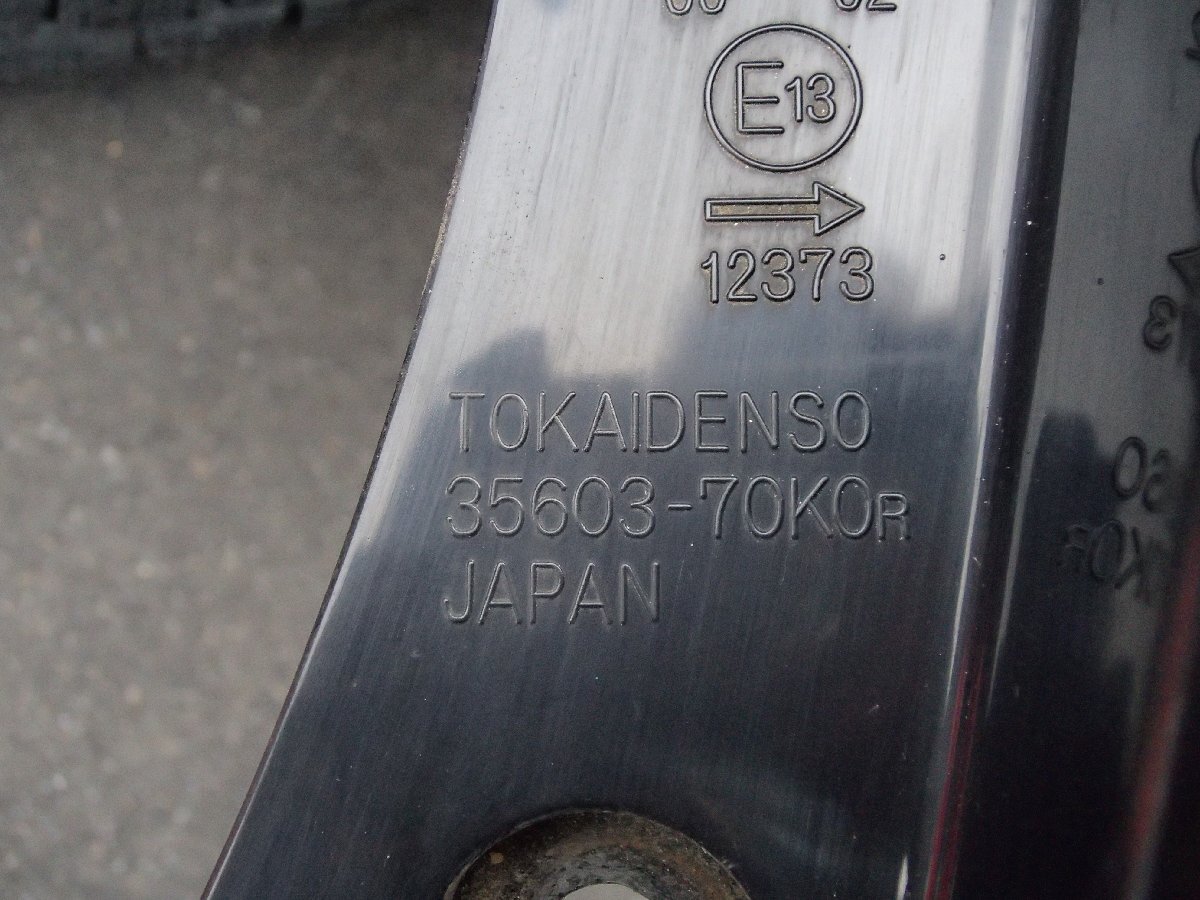 E13
12373
TOKAIDENSO
35603-70K0R
JAPAN